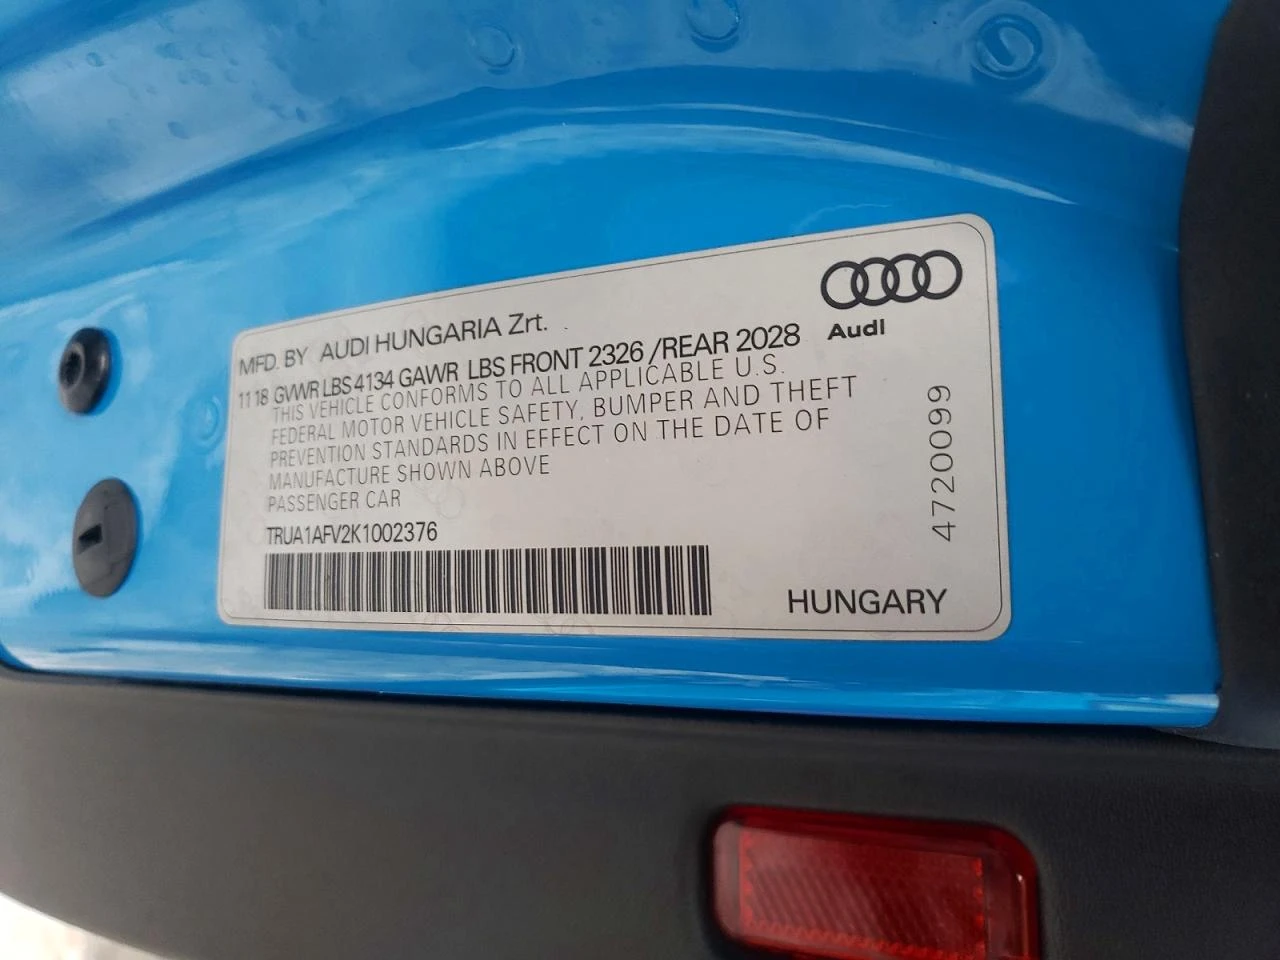 MFD. BY AUDI HUNGARIA Zrt.
11 18 GVWR LBS 4134 GAWR LBS FRONT 2326 /REAR 2028
THIS VEHICLE CONFORMS TO ALL APPLICABLE U.S.
FEDERAL MOTOR VEHICLE SAFETY, BUMPER AND THEFT
PREVENTION STANDARDS IN EFFECT ON THE DATE OF
MANUFACTURE SHOWN ABOVE
PASSENGER CAR
TRUA1AFV2K1002376
Audi
4720099
HUNGARY